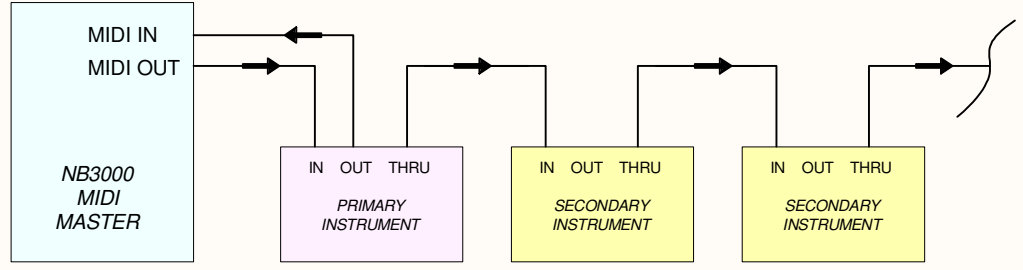 MIDI IN
MIDI OUT
NB3000
MIDI
MASTER
IN OUT THRU
PRIMARY
INSTRUMENT
IN OUT THRU
SECONDARY
INSTRUMENT
IN OUT THRU
SECONDARY
INSTRUMENT